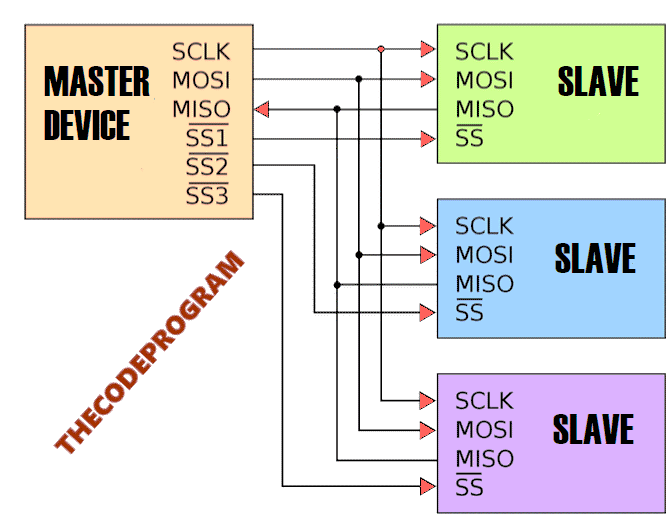 MASTER
DEVICE
SCLK
MOSI
MISO
SS1
SS2
SS3
SCLK
MOSI
MISO
SS
SLAVE
SCLK
MOSI
MISO
SS
SLAVE
SCLK
MOSI
MISO
SS
SLAVE
THECODEPROGRAM